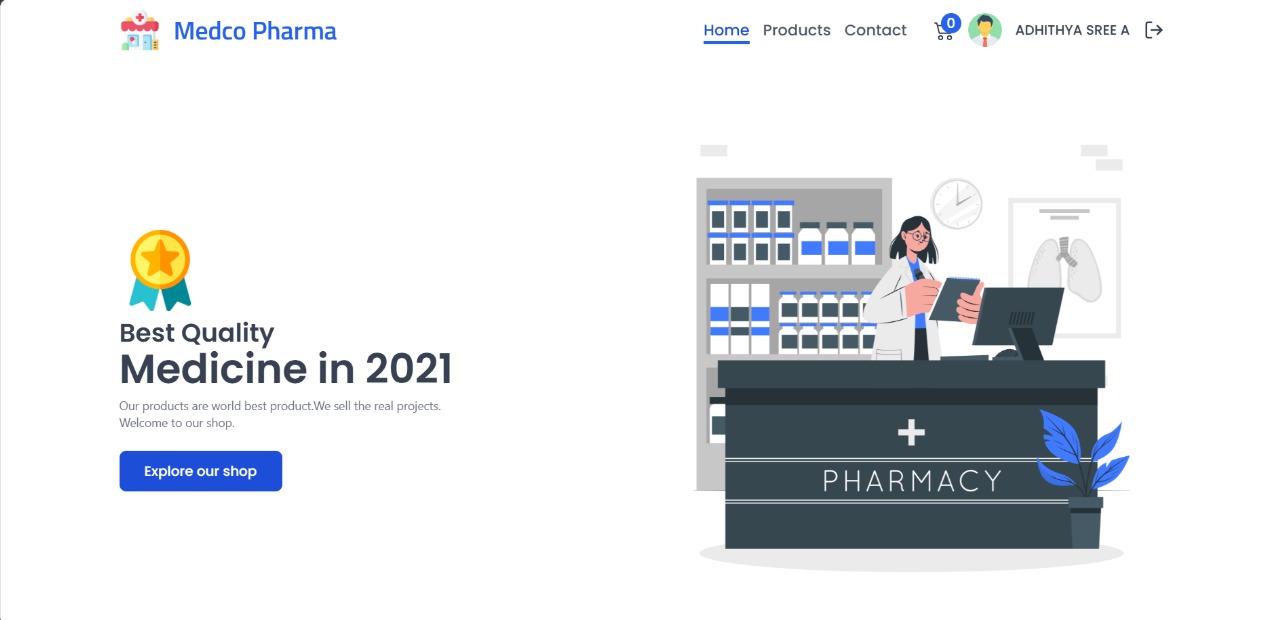 Medco Pharma
Home Products Contact 0 ADHITHYA SREE A
Best Quality
Medicine in 2021
Our products are world best product.We sell the real projects.
Welcome to our shop.
Explore our shop
PHARMACY